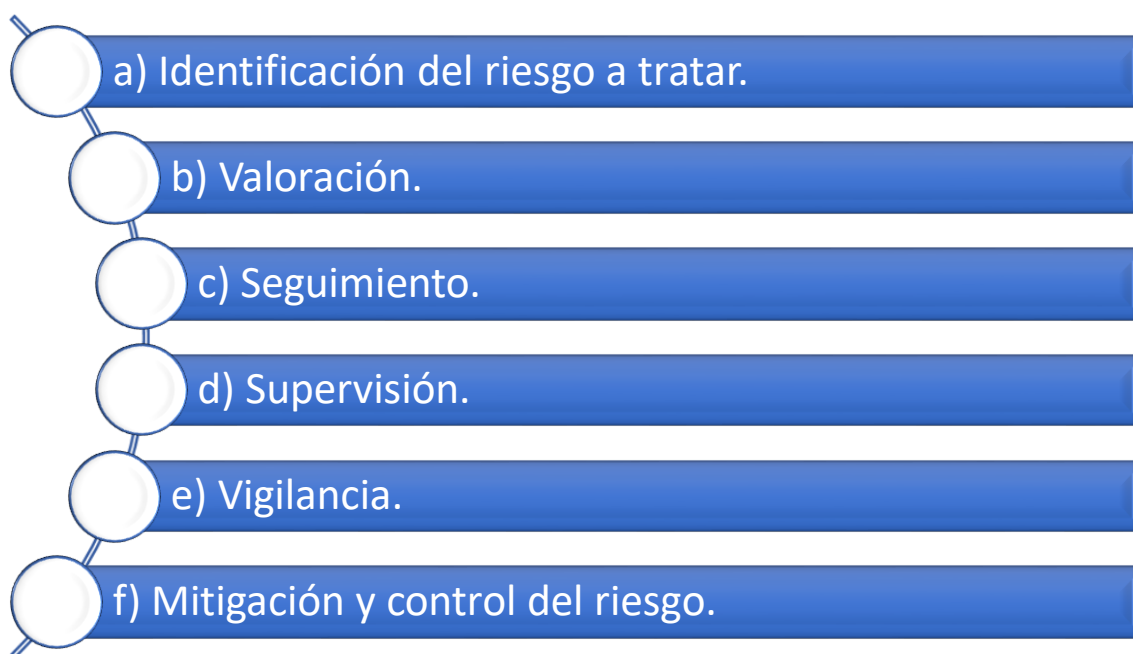 a) Identificación del riesgo a tratar.
b) Valoración.
c) Seguimiento.
d) Supervisión.
e) Vigilancia.
f) Mitigación y control del riesgo.